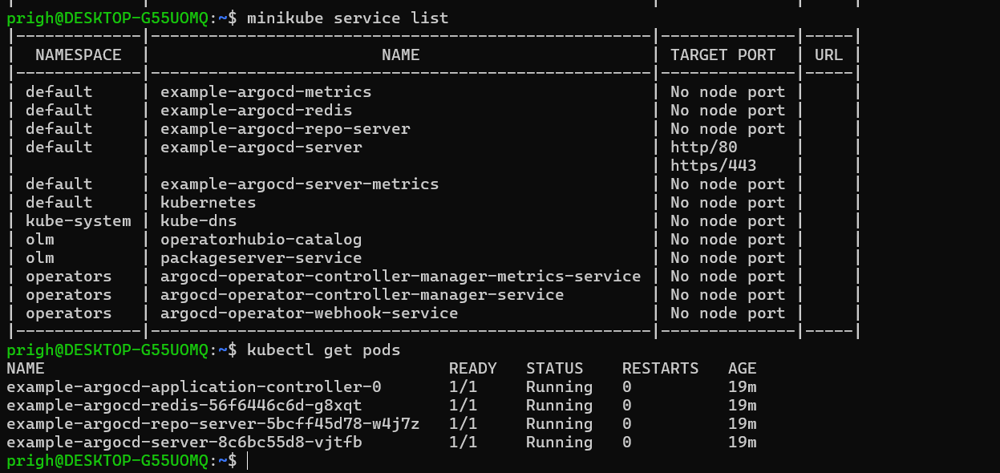 prigh@DESKTOP-G55UOMQ:~$ minikube service list
|-------------|----------------------------------------------------|--------------|-----|
|  NAMESPACE  |                        NAME                        | TARGET PORT  | URL |
|-------------|----------------------------------------------------|--------------|-----|
| default     | example-argocd-metrics                             | No node port |     |
| default     | example-argocd-redis                               | No node port |     |
| default     | example-argocd-repo-server                         | No node port |     |
| default     | example-argocd-server                              | http/80      |     |
|             |                                                    | https/443    |     |
| default     | example-argocd-server-metrics                      | No node port |     |
| default     | kubernetes                                         | No node port |     |
| kube-system | kube-dns                                           | No node port |     |
| olm         | operatorhubio-catalog                              | No node port |     |
| olm         | packageserver-service                              | No node port |     |
| operators   | argocd-operator-controller-manager-metrics-service | No node port |     |
| operators   | argocd-operator-controller-manager-service         | No node port |     |
| operators   | argocd-operator-webhook-service                    | No node port |     |
|-------------|----------------------------------------------------|--------------|-----|
prigh@DESKTOP-G55UOMQ:~$ kubectl get pods
NAME                                          READY   STATUS    RESTARTS   AGE
example-argocd-application-controller-0       1/1     Running   0          19m
example-argocd-redis-56f6446c6d-g8xqt         1/1     Running   0          19m
example-argocd-repo-server-5bcff45d78-w4j7z   1/1     Running   0          19m
example-argocd-server-8c6bc55d8-vjtfb         1/1     Running   0          19m
prigh@DESKTOP-G55UOMQ:~$